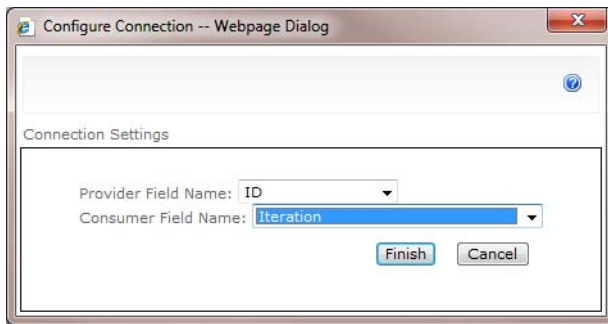 Configure Connection -- Webpage Dialog
Connection Settings
Provider Field Name: ID
Consumer Field Name: Iteration
Finish Cancel